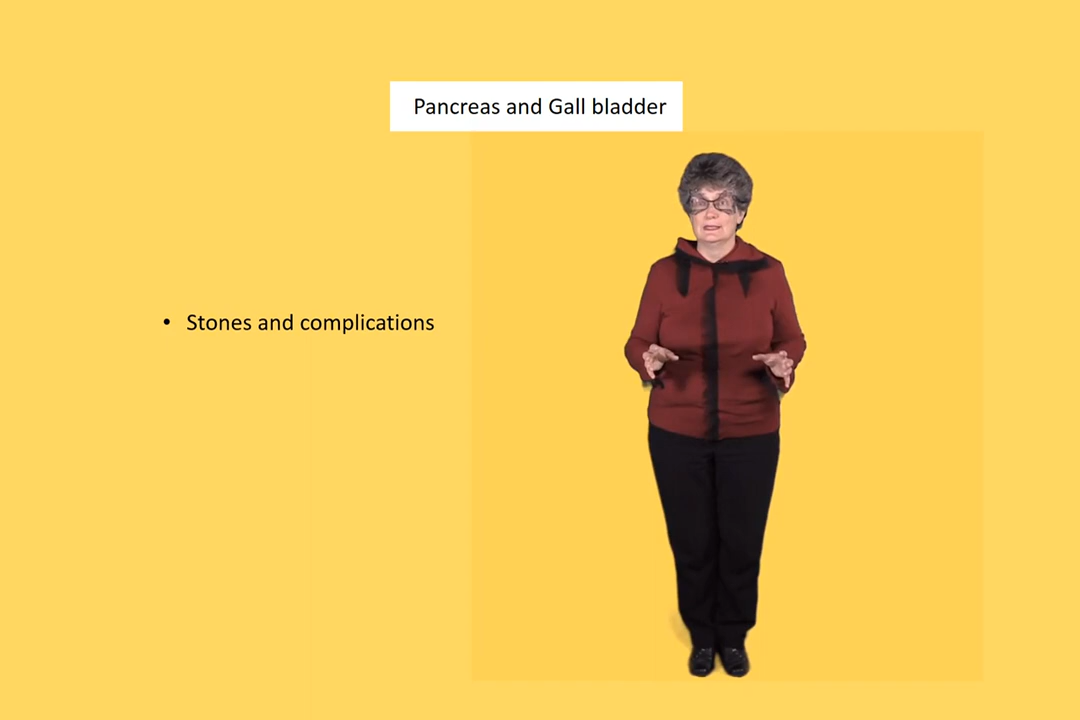 Pancreas and Gall bladder
• Stones and complications